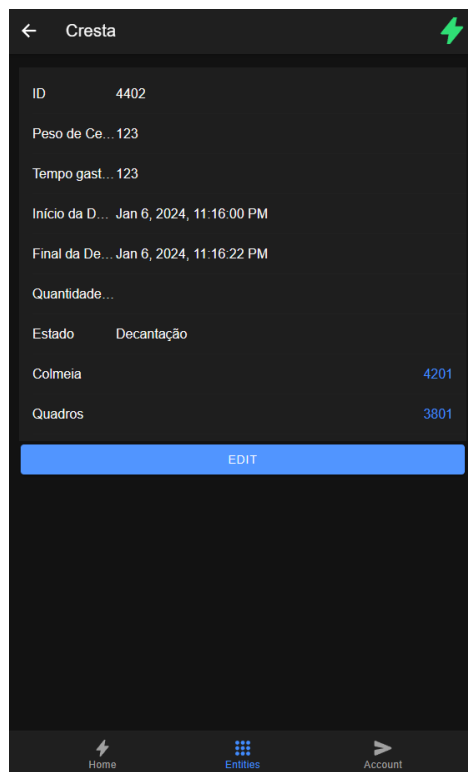 Cresta
ID 4402
Peso de Ce... 123
Tempo gast... 123
Início da D... Jan 6, 2024, 11:16:00 PM
Final da De... Jan 6, 2024, 11:16:22 PM
Quantidade...
Estado Decantação
Colmeia 4201
Quadros 3801
EDIT
Home Entities Account